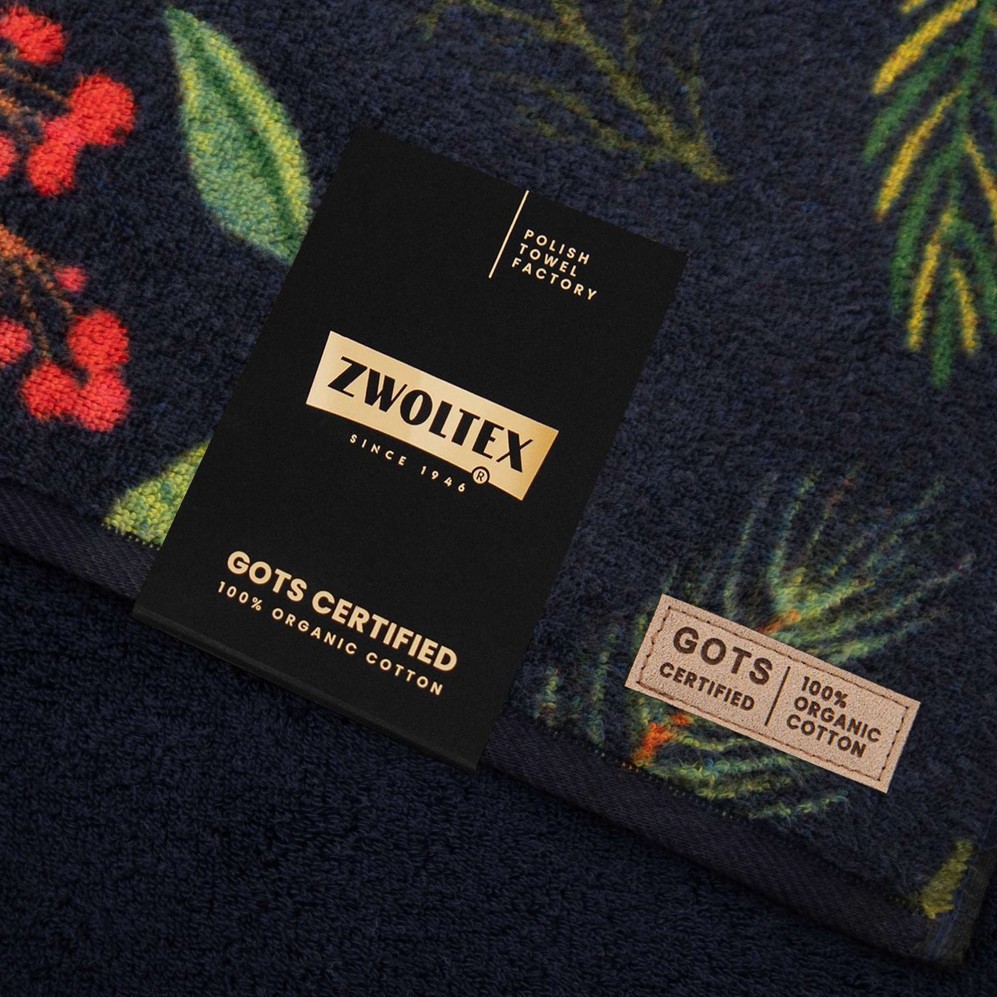 POLISH
TOWEL
FACTORY
ZWOLTEX
®
SINCE 1946
GOTS CERTIFIED
100% ORGANIC COTTON
GOTS
CERTIFIED
100%
ORGANIC
COTTON